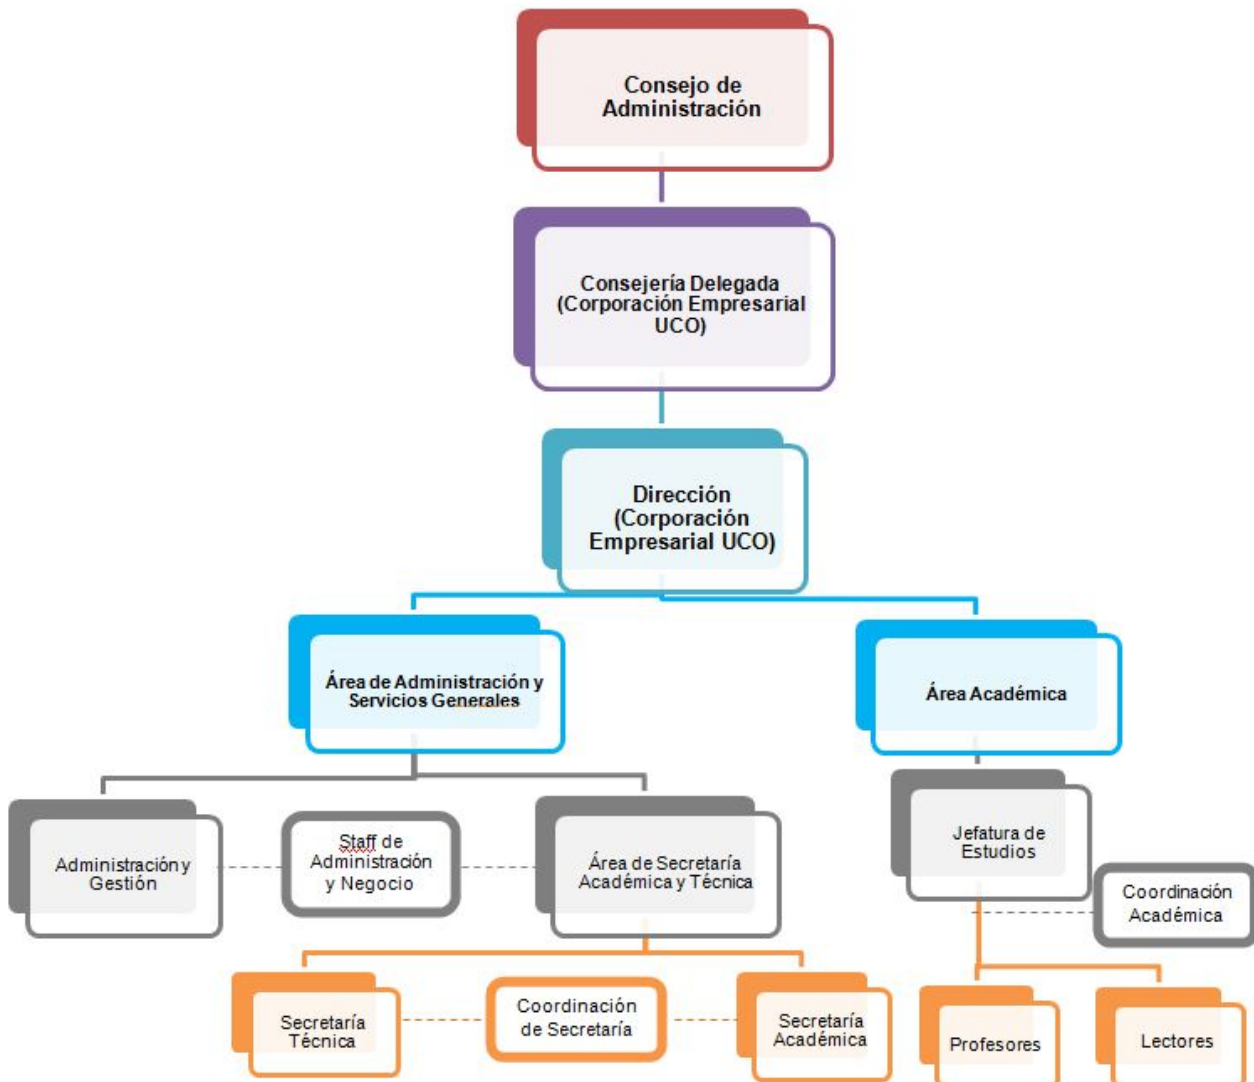 Consejo de
Administración
Consejería Delegada
(Corporación Empresarial
UCO)
Dirección
(Corporación
Empresarial UCO)
Área de Administración y
Servicios Generales
Área Académica
Administración y
Gestión
Staff de
Administración
y Negocio
Área de Secretaría
Académica y Técnica
Jefatura de
Estudios
Coordinación
Académica
Secretaría
Técnica
Coordinación
de Secretaría
Secretaría
Académica
Profesores
Lectores